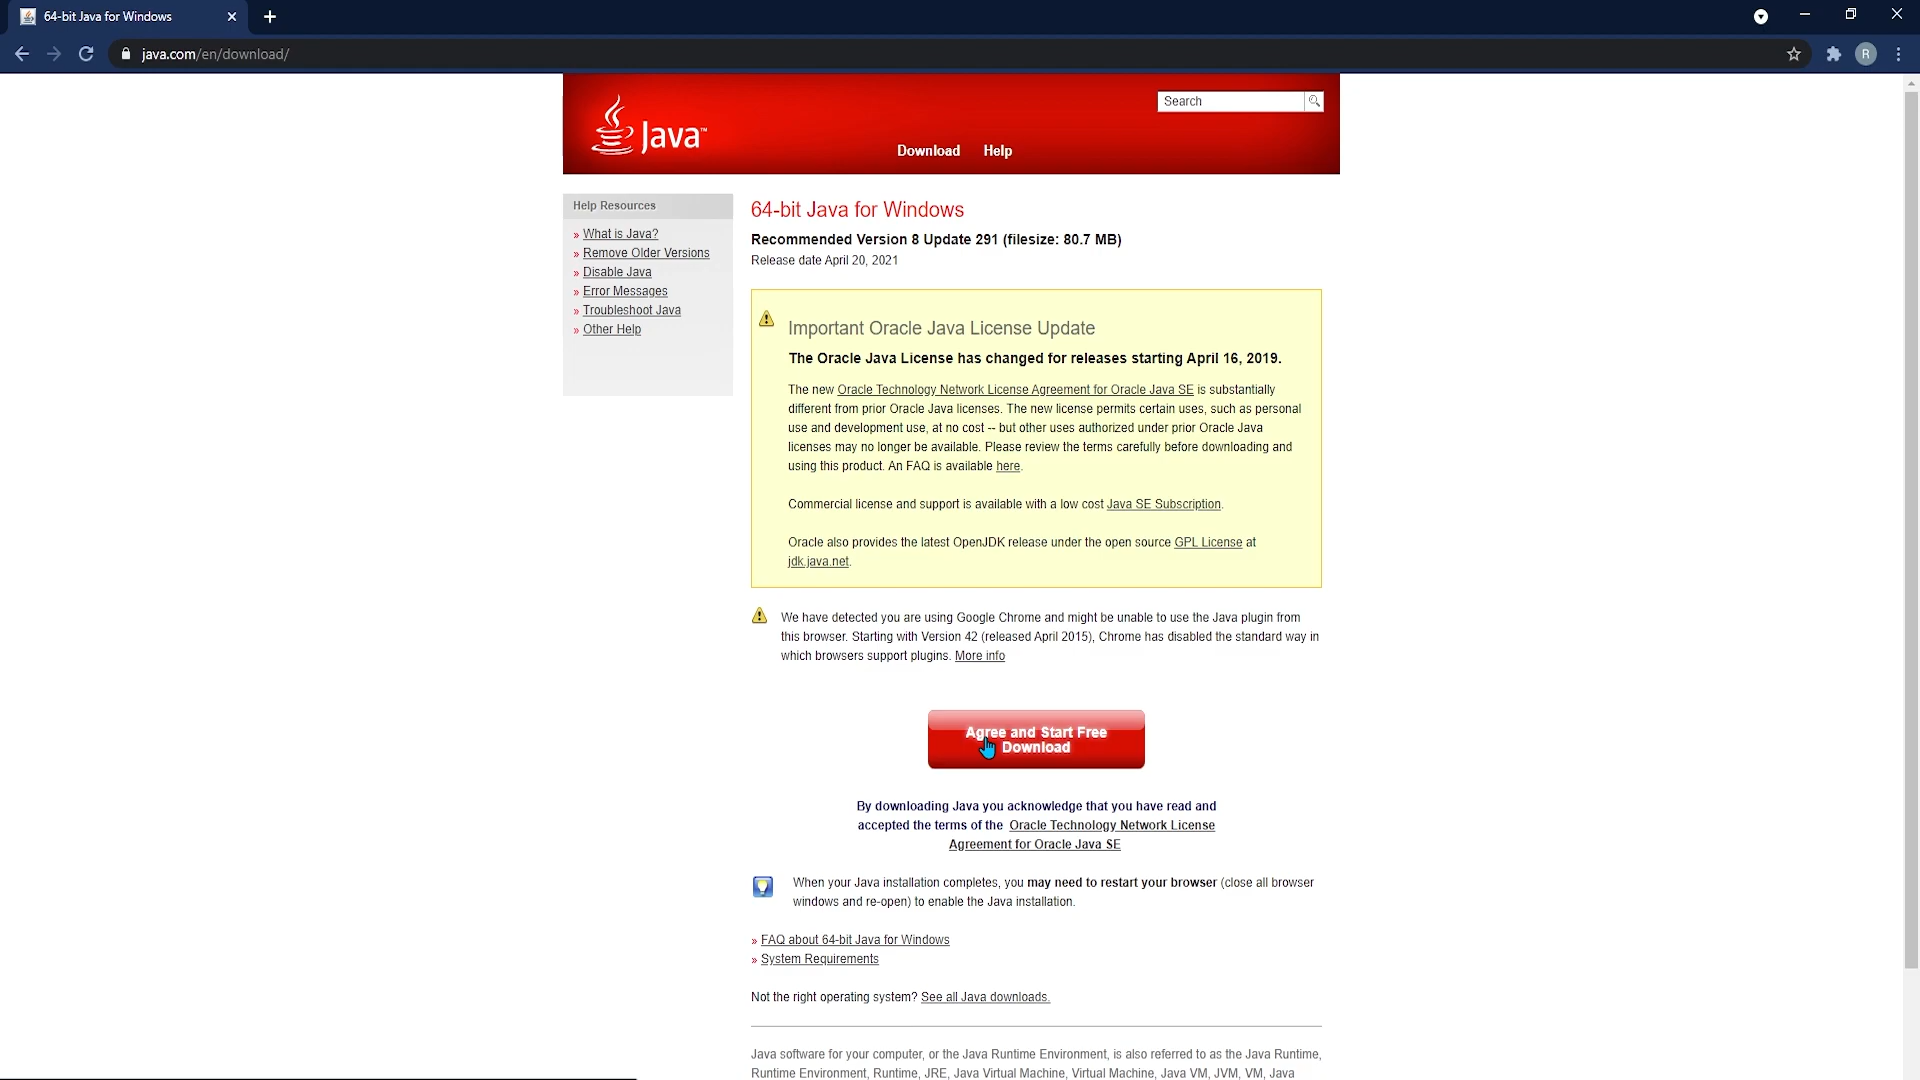 64-bit Java for Windows
java.com/en/download/
R
Search
Java™
Download Help
Help Resources
» What is Java?
» Remove Older Versions
» Disable Java
» Error Messages
» Troubleshoot Java
» Other Help
64-bit Java for Windows
Recommended Version 8 Update 291 (filesize: 80.7 MB)
Release date April 20, 2021
Important Oracle Java License Update
The Oracle Java License has changed for releases starting April 16, 2019.
The new Oracle Technology Network License Agreement for Oracle Java SE is substantially
different from prior Oracle Java licenses. The new license permits certain uses, such as personal
use and development use, at no cost -- but other uses authorized under prior Oracle Java
licenses may no longer be available. Please review the terms carefully before downloading and
using this product. An FAQ is available here.
Commercial license and support is available with a low cost Java SE Subscription.
Oracle also provides the latest OpenJDK release under the open source GPL License at
jdk.java.net.
We have detected you are using Google Chrome and might be unable to use the Java plugin from
this browser. Starting with Version 42 (released April 2015), Chrome has disabled the standard way in
which browsers support plugins. More info
Agree and Start Free
Download
By downloading Java you acknowledge that you have read and
accepted the terms of the Oracle Technology Network License
Agreement for Oracle Java SE
When your Java installation completes, you may need to restart your browser (close all browser
windows and re-open) to enable the Java installation.
» FAQ about 64-bit Java for Windows
» System Requirements
Not the right operating system? See all Java downloads.
Java software for your computer, or the Java Runtime Environment, is also referred to as the Java Runtime,
Runtime Environment, Runtime, JRE, Java Virtual Machine, Virtual Machine, Java VM, JVM, VM, Java